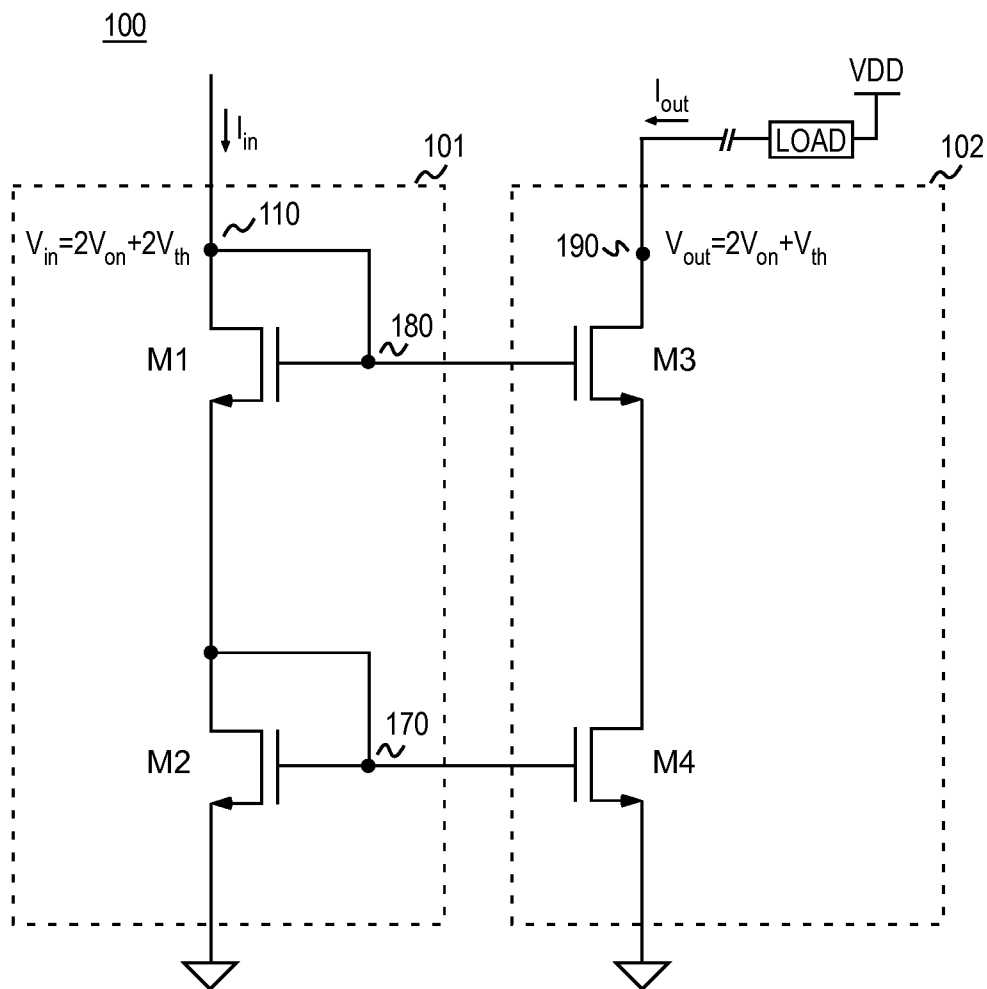 100
VDD
I_out
I_in
LOAD
101
102
110
V_in=2V_on+2V_th
190
V_out=2V_on+V_th
180
M1
M3
170
M2
M4